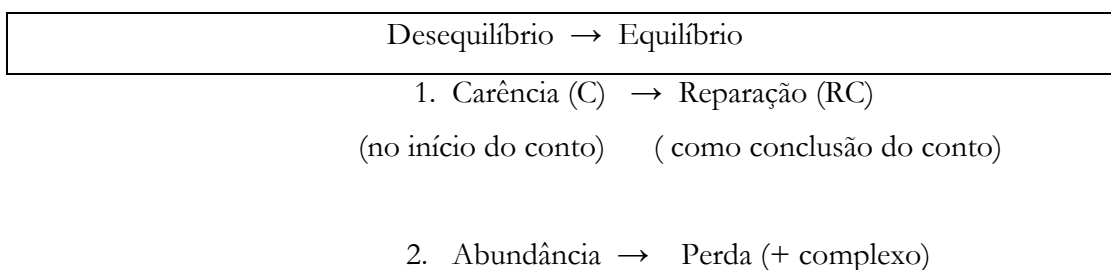 Desequilíbrio → Equilíbrio
1. Carência (C) → Reparação (RC)
(no início do conto) ( como conclusão do conto)
2. Abundância → Perda (+ complexo)